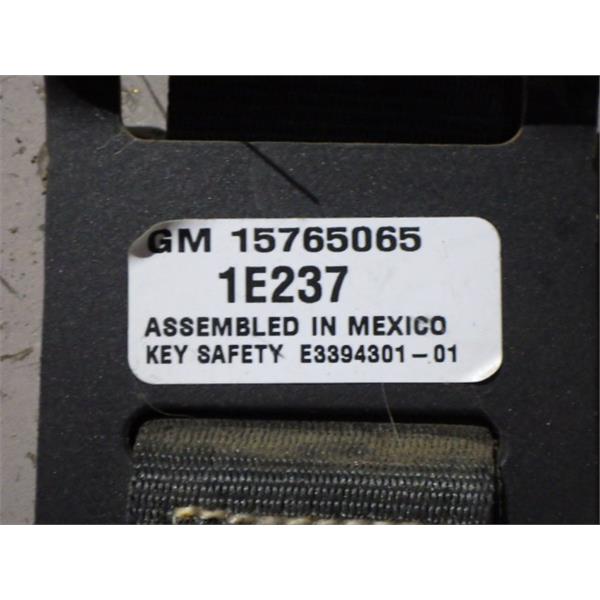 GM 15765065
1E237
ASSEMBLED IN MEXICO
KEY SAFETY E3394301-01